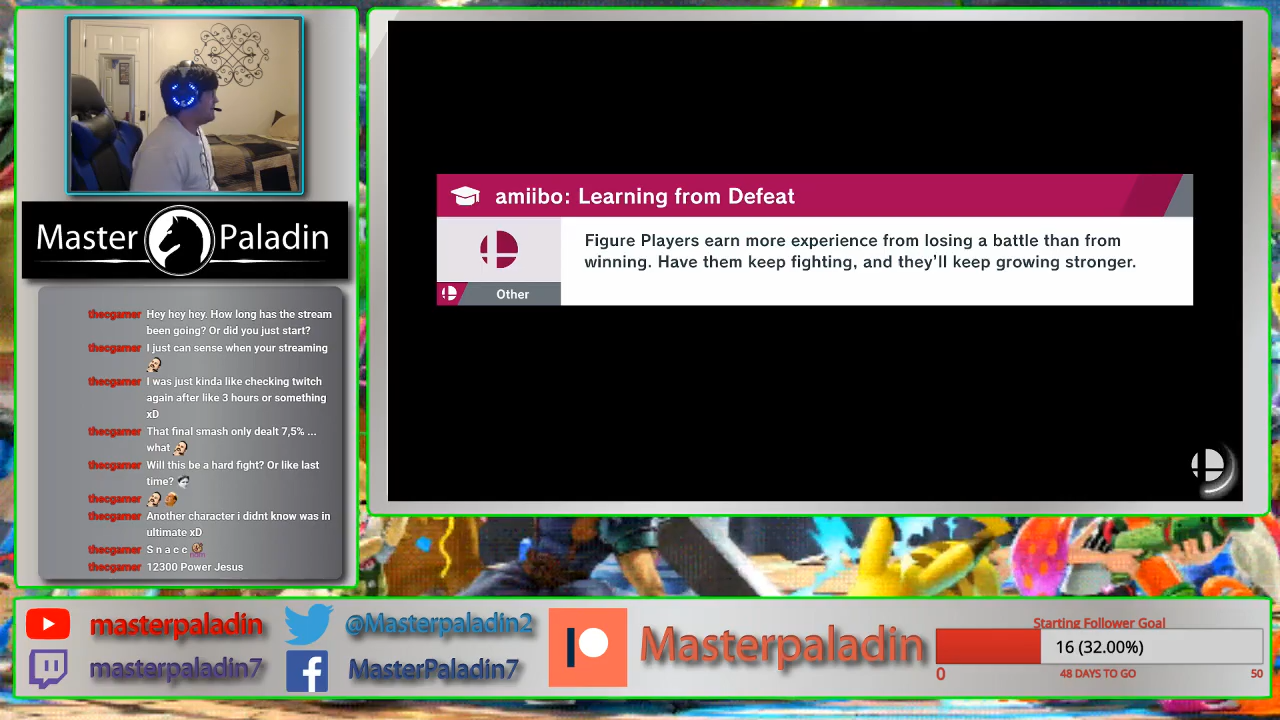 Master Paladin
thecgamer Hey hey hey. How long has the stream
been going? Or did you just start?
thecgamer I just can sense when your streaming
thecgamer I was just kinda like checking twitch
again after like 3 hours or something
xD
thecgamer That final smash only dealt 7,5% ...
what
thecgamer Will this be a hard fight? Or like last
time?
thecgamer
thecgamer Another character i didnt know was in
ultimate xD
thecgamer S n a c c
thecgamer 12300 Power Jesus
amiibo: Learning from Defeat
Figure Players earn more experience from losing a battle than from
winning. Have them keep fighting, and they'll keep growing stronger.
Other
masterpaladin
@Masterpaladin2
masterpaladin7
MasterPaladin7
Masterpaladin
Starting Follower Goal
16 (32.00%)
0
48 DAYS TO GO
50